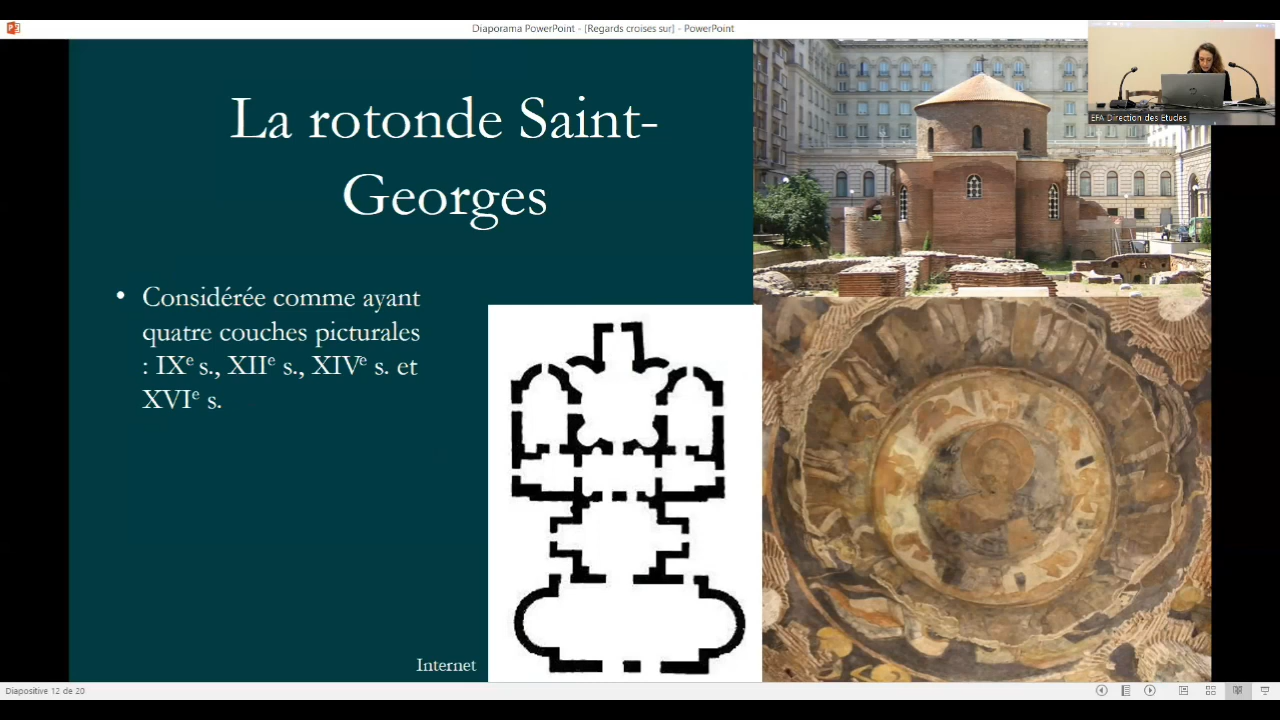 Diaporama PowerPoint - [Regards croises sur] - PowerPoint
EFA Direction des Etudes
La rotonde Saint-
Georges
• Considérée comme ayant
quatre couches picturales
: IXᵉ s., XIIᵉ s., XIVᵉ s. et
XVIᵉ s.
Internet
Diapositive 12 de 20